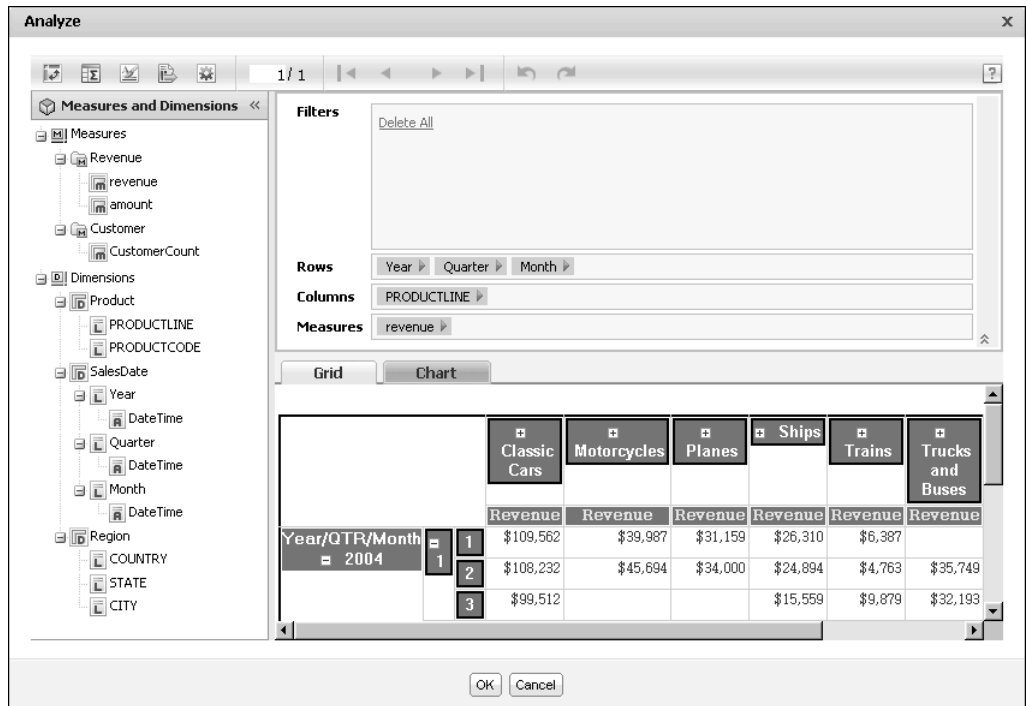 Analyze x
1/ 1 ?
Measures and Dimensions «
Measures
Revenue
revenue
amount
Customer
CustomerCount
Dimensions
Product
PRODUCTLINE
PRODUCTCODE
SalesDate
Year
DateTime
Quarter
DateTime
Month
DateTime
Region
COUNTRY
STATE
CITY
Filters
Delete All
Rows Year Quarter Month
Columns PRODUCTLINE
Measures revenue
Grid Chart
Classic Cars Motorcycles Planes Ships Trains Trucks and Buses
Revenue Revenue Revenue Revenue Revenue Revenue
Year/QTR/Month 2004 1 1 $109,562 $39,987 $31,159 $26,310 $6,387
2 $108,232 $45,694 $34,000 $24,894 $4,763 $35,749
3 $99,512 $15,559 $9,879 $32,193
OK Cancel